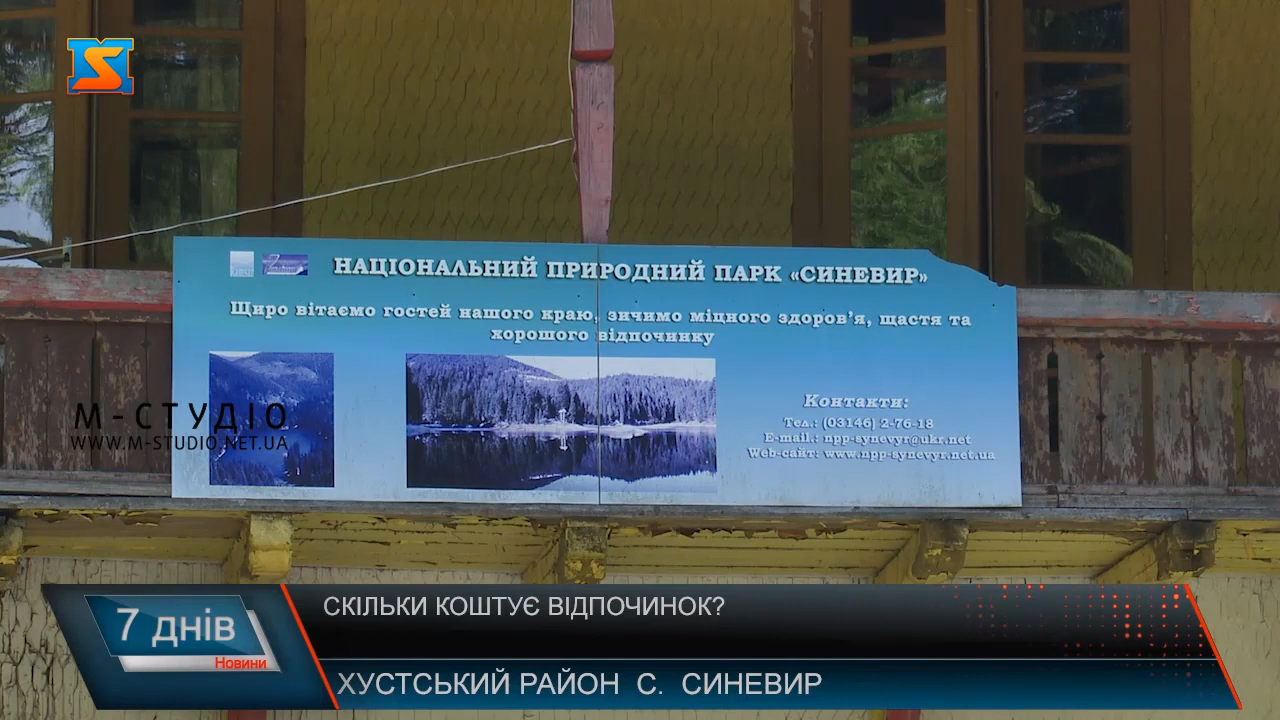 НАЦІОНАЛЬНИЙ ПРИРОДНИЙ ПАРК «СИНЕВИР»
Щиро вітаємо гостей нашого краю, зичимо міцного здоров'я, щастя та
хорошого відпочинку
Контакти:
Тел.: (03146) 2-76-18
E-mail.: npp-synevyr@ukr.net
Web-сайт: www.npp-synevyr.net.ua
М-СТУДІО
WWW.M-STUDIO.NET.UA
7 днів
Новини
СКІЛЬКИ КОШТУЄ ВІДПОЧИНОК?
ХУСТСЬКИЙ РАЙОН С. СИНЕВИР